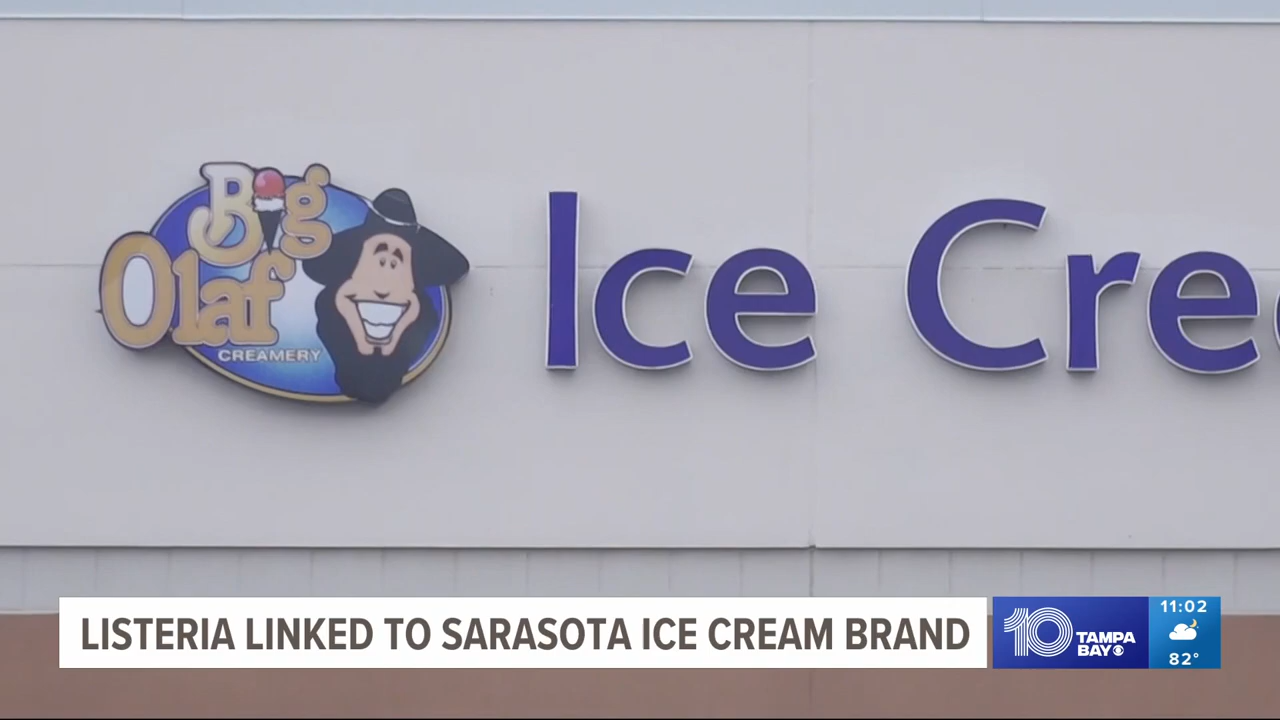 Big
Olaf
CREAMERY
Ice Cre
LISTERIA LINKED TO SARASOTA ICE CREAM BRAND
10
TAMPA
BAY
11:02
82°